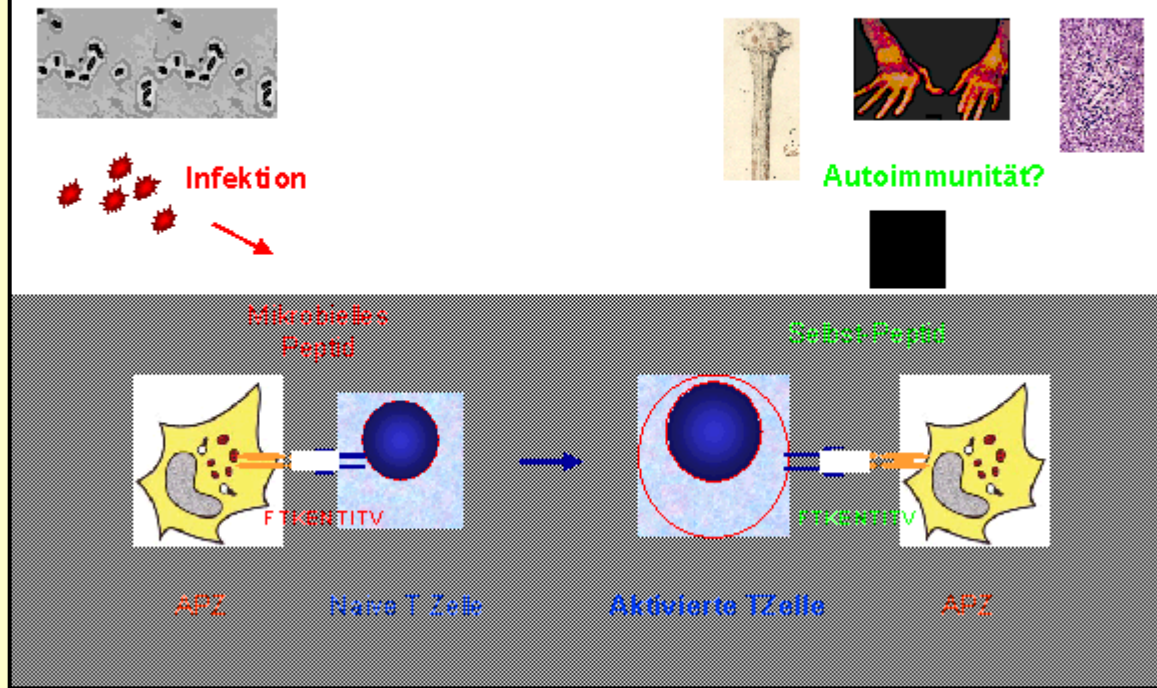 Infektion
Autoimmunität?
Mikrobielles
Peptid
Selbst-Peptid
FTKENTITV
FTKENTITV
APZ
Naive T Zelle
Aktivierte TZelle
APZ